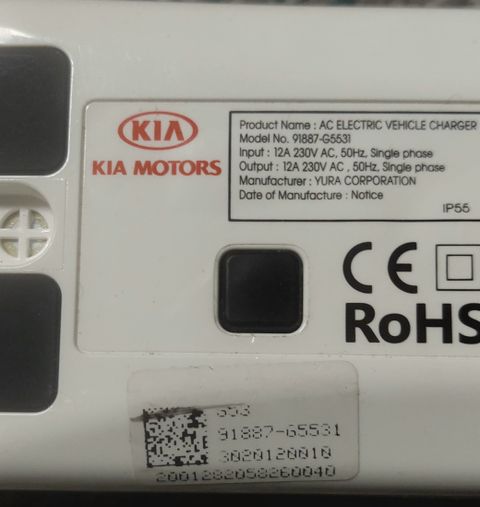 KIA
KIA MOTORS
Product Name : AC ELECTRIC VEHICLE CHARGER
Model No. 91887-G5531
Input : 12A 230V AC, 50Hz, Single phase
Output : 12A 230V AC , 50Hz, Single phase
Manufacturer : YURA CORPORATION
Date of Manufacture : Notice
IP55
CE
RoHS
653
91887-G5531
3020120010
2001282058260040